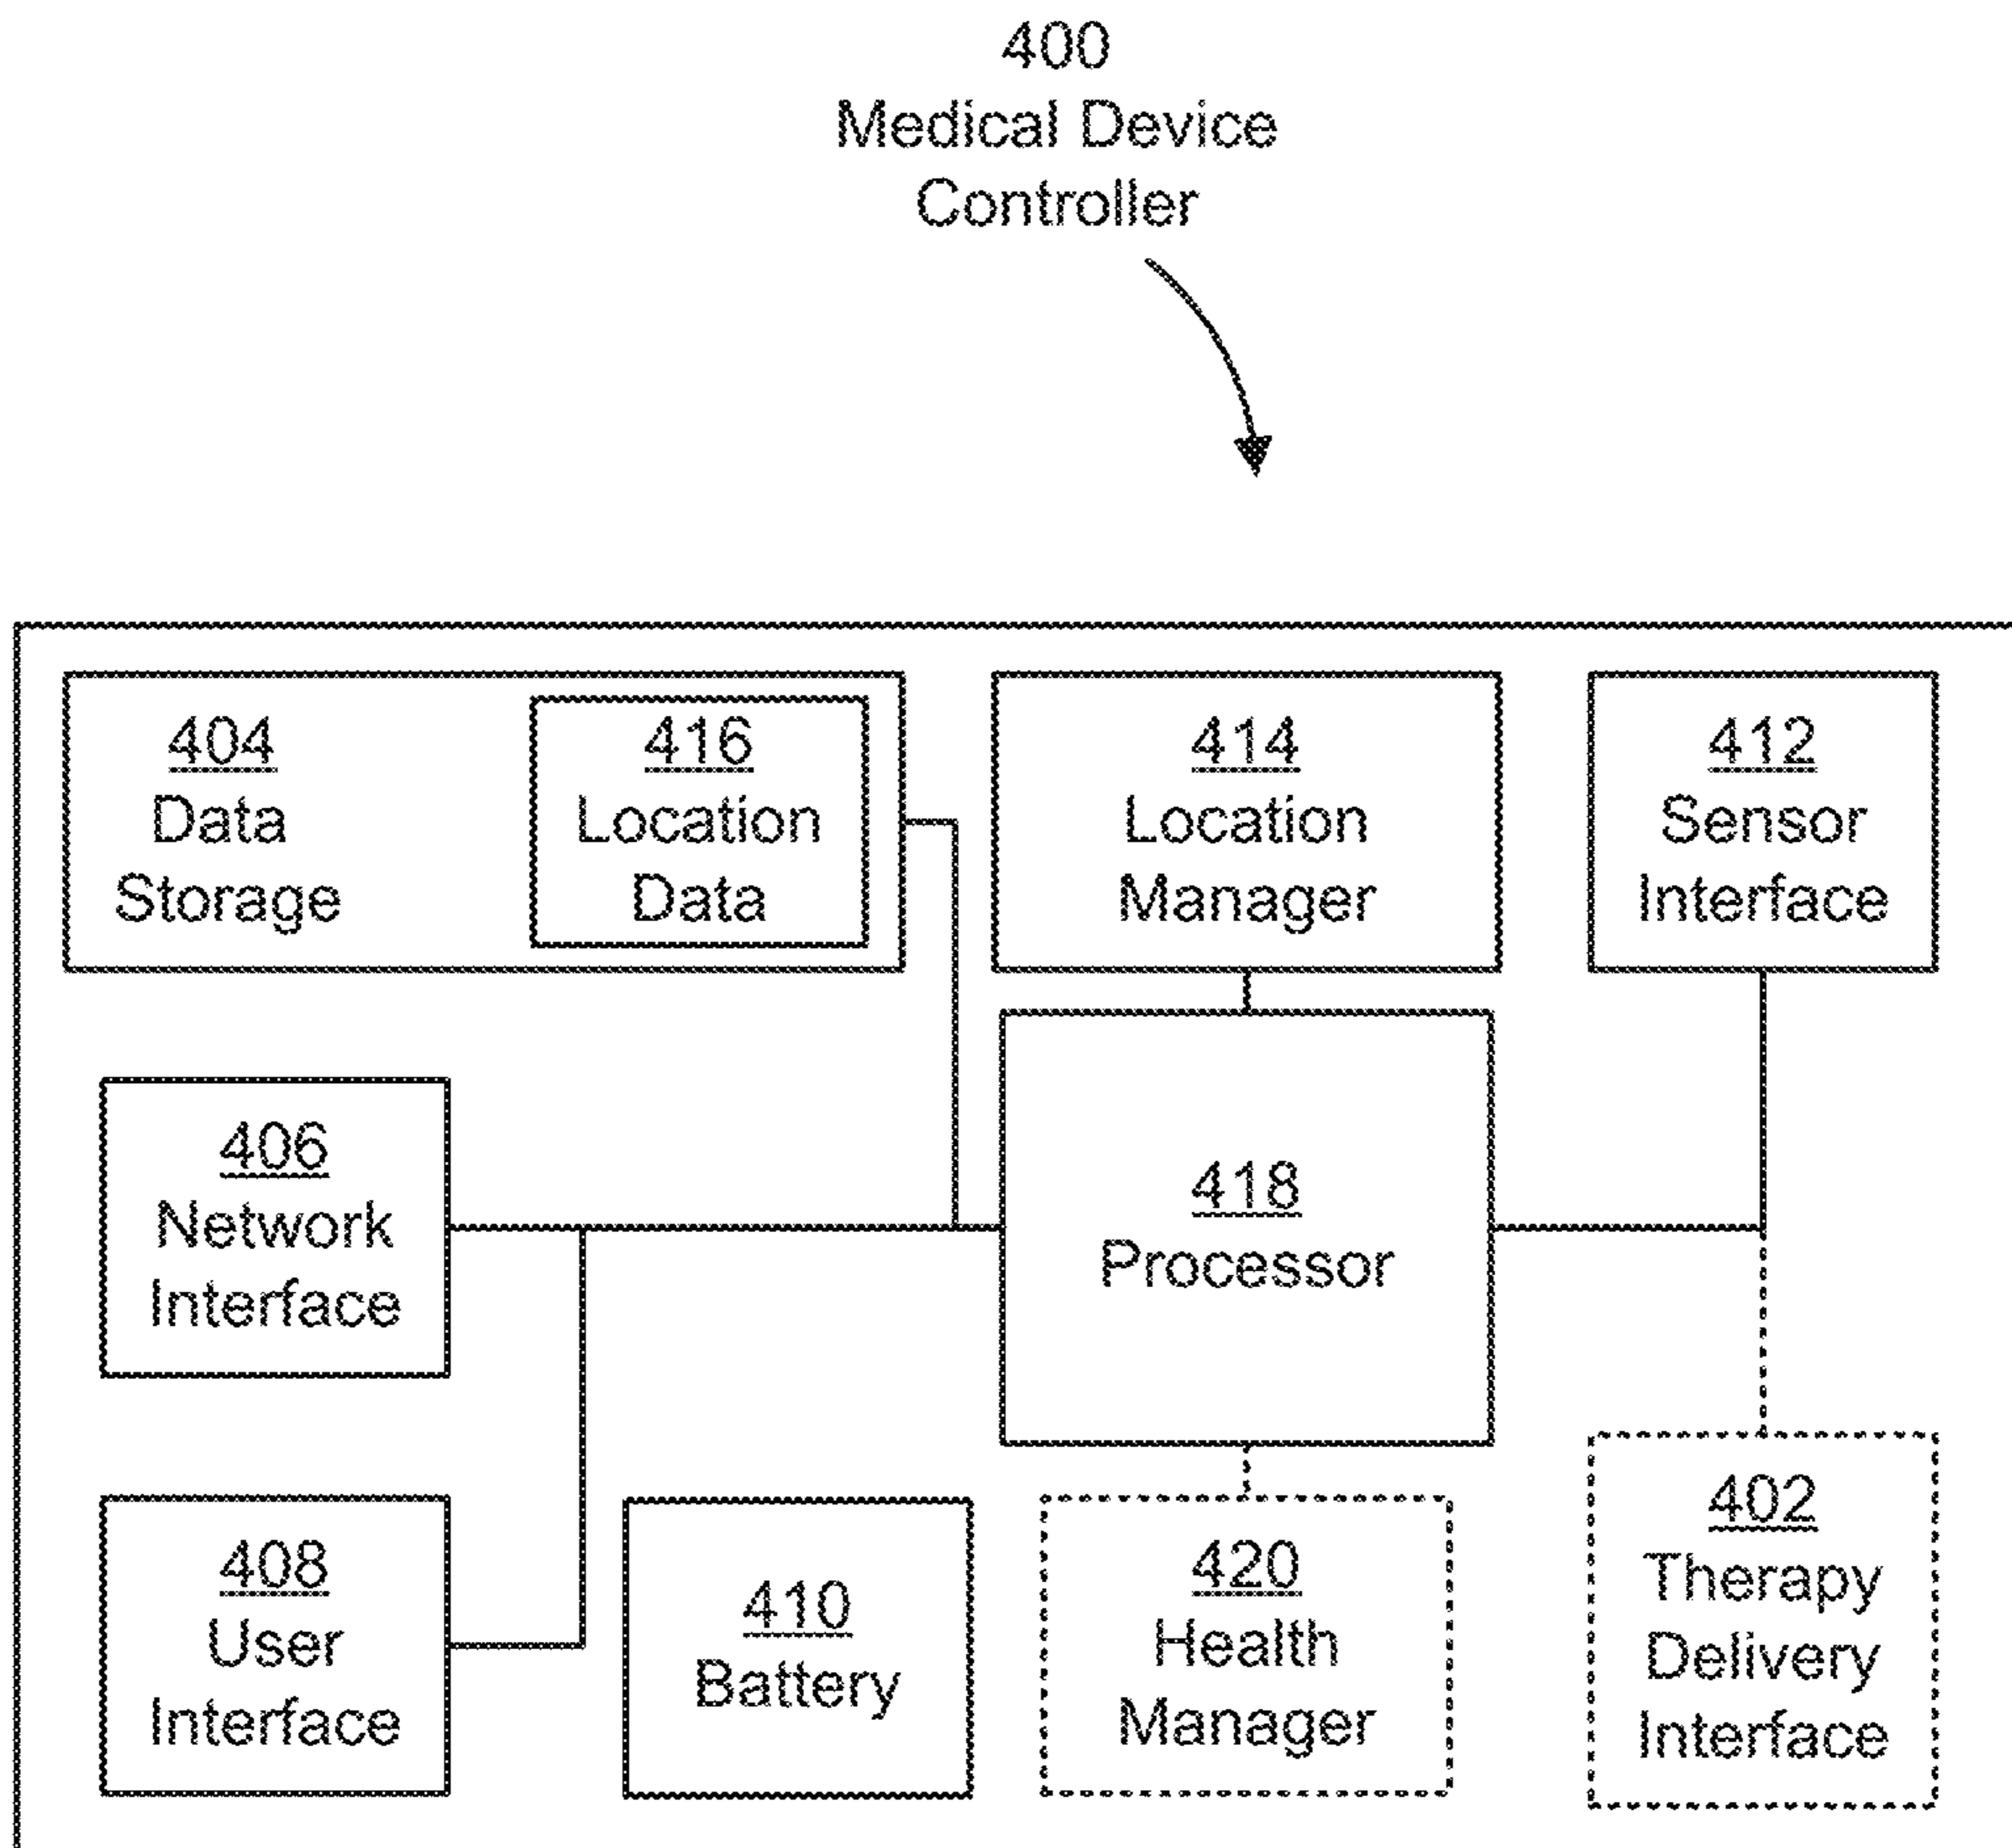 400
Medical Device
Controller
404
Data
Storage
416
Location
Data
414
Location
Manager
412
Sensor
Interface
406
Network
Interface
418
Processor
408
User
Interface
410
Battery
420
Health
Manager
402
Therapy
Delivery
Interface